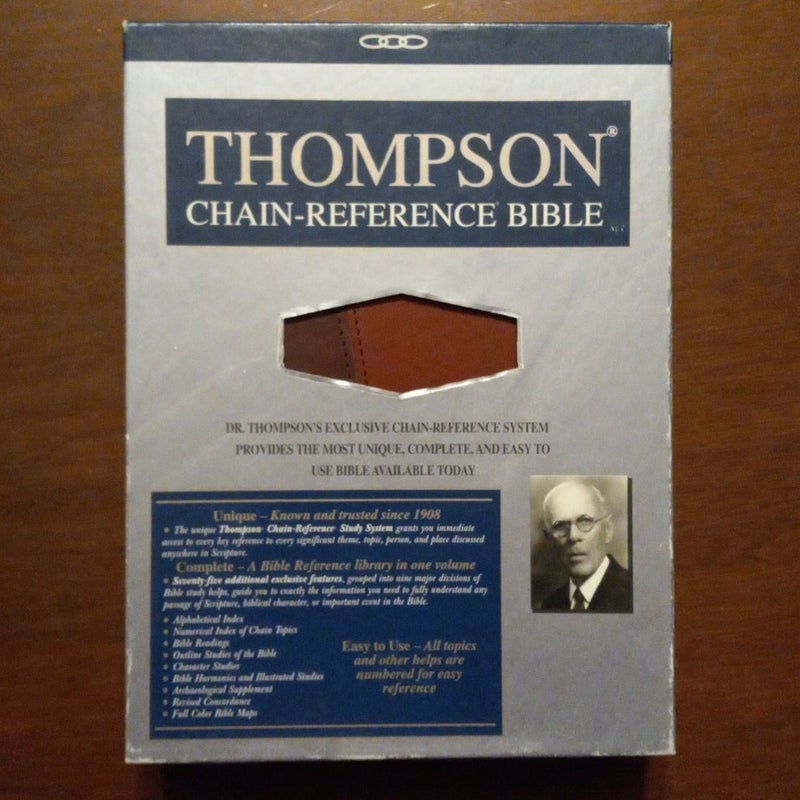 THOMPSON®
CHAIN-REFERENCE BIBLE
DR. THOMPSON'S EXCLUSIVE CHAIN-REFERENCE SYSTEM
PROVIDES THE MOST UNIQUE, COMPLETE, AND EASY TO
USE BIBLE AVAILABLE TODAY
Unique – Known and trusted since 1908
• The unique Thompson Chain-Reference Study System grants you immediate
access to every key reference to every significant theme, topic, person, and place discussed
anywhere in Scripture.
Complete – A Bible Reference library in one volume
• Seventy-five additional exclusive features, grouped into nine major divisions of
Bible study helps, guide you to exactly the information you need to fully understand any
passage of Scripture, biblical character, or important event in the Bible.
• Alphabetical Index
• Numerical Index of Chain Topics
• Bible Readings
• Outline Studies of the Bible
• Character Studies
• Bible Harmonies and Illustrated Studies
• Archaeological Supplement
• Revised Concordance
• Full Color Bible Maps
Easy to Use – All topics
and other helps are
numbered for easy
reference